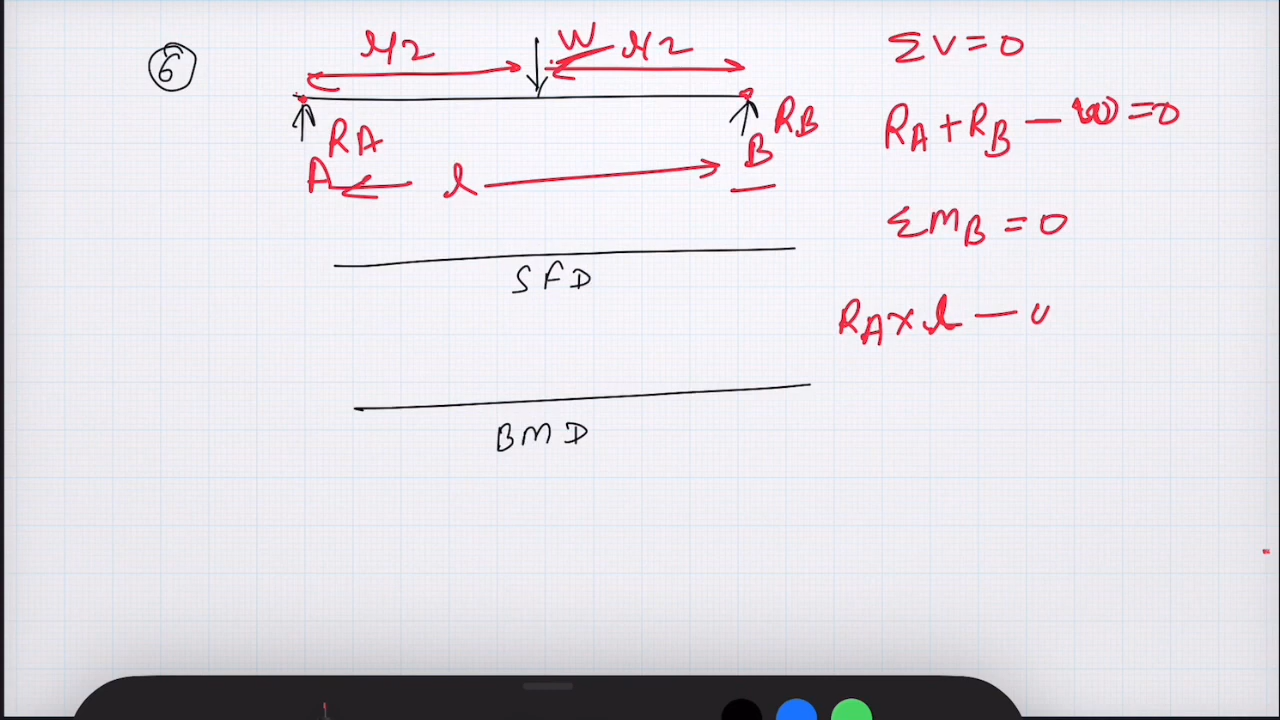 6
l/2 W l/2
ΣV=0
RA RB
RA+RB-W=0
A l B
ΣMB=0
SFD
RA×l-
BMD